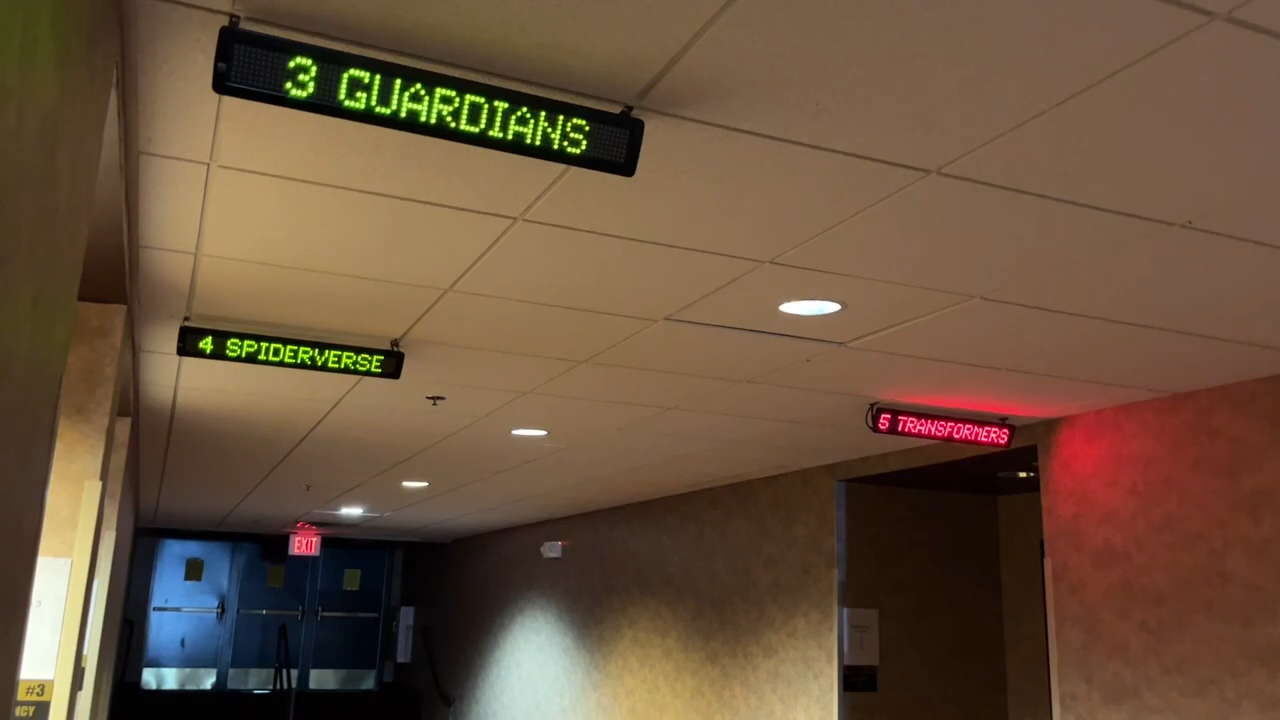 3 GUARDIANS
4 SPIDERVERSE
5 TRANSFORMERS
EXIT
#3